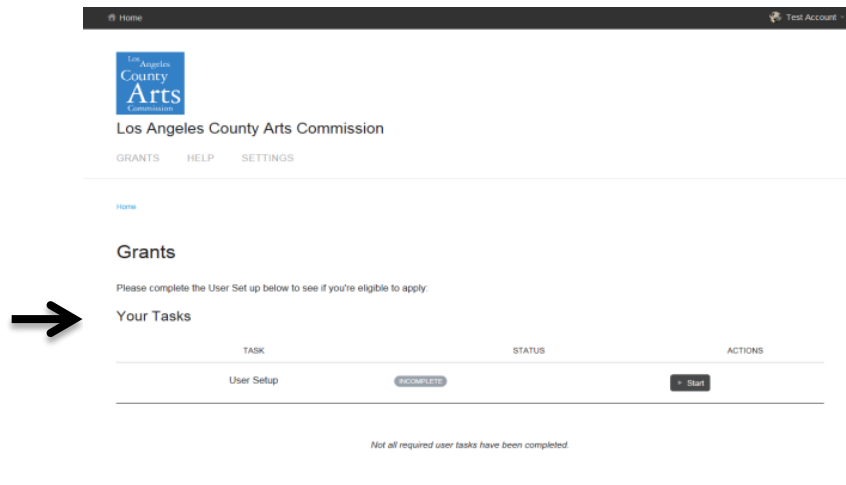 Home
Test Account
Los Angeles
County
Arts
Commission
Los Angeles County Arts Commission
GRANTS HELP SETTINGS
Home
Grants
Please complete the User Set up below to see if you're eligible to apply:
Your Tasks
TASK STATUS ACTIONS
User Setup INCOMPLETE Start
Not all required user tasks have been completed.